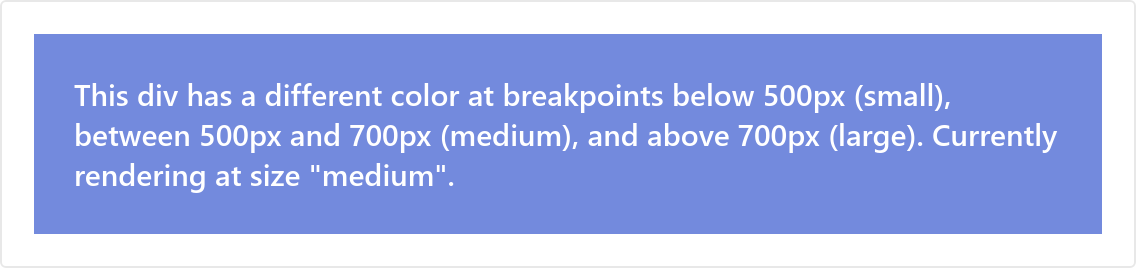 This div has a different color at breakpoints below 500px (small),
between 500px and 700px (medium), and above 700px (large). Currently
rendering at size "medium".